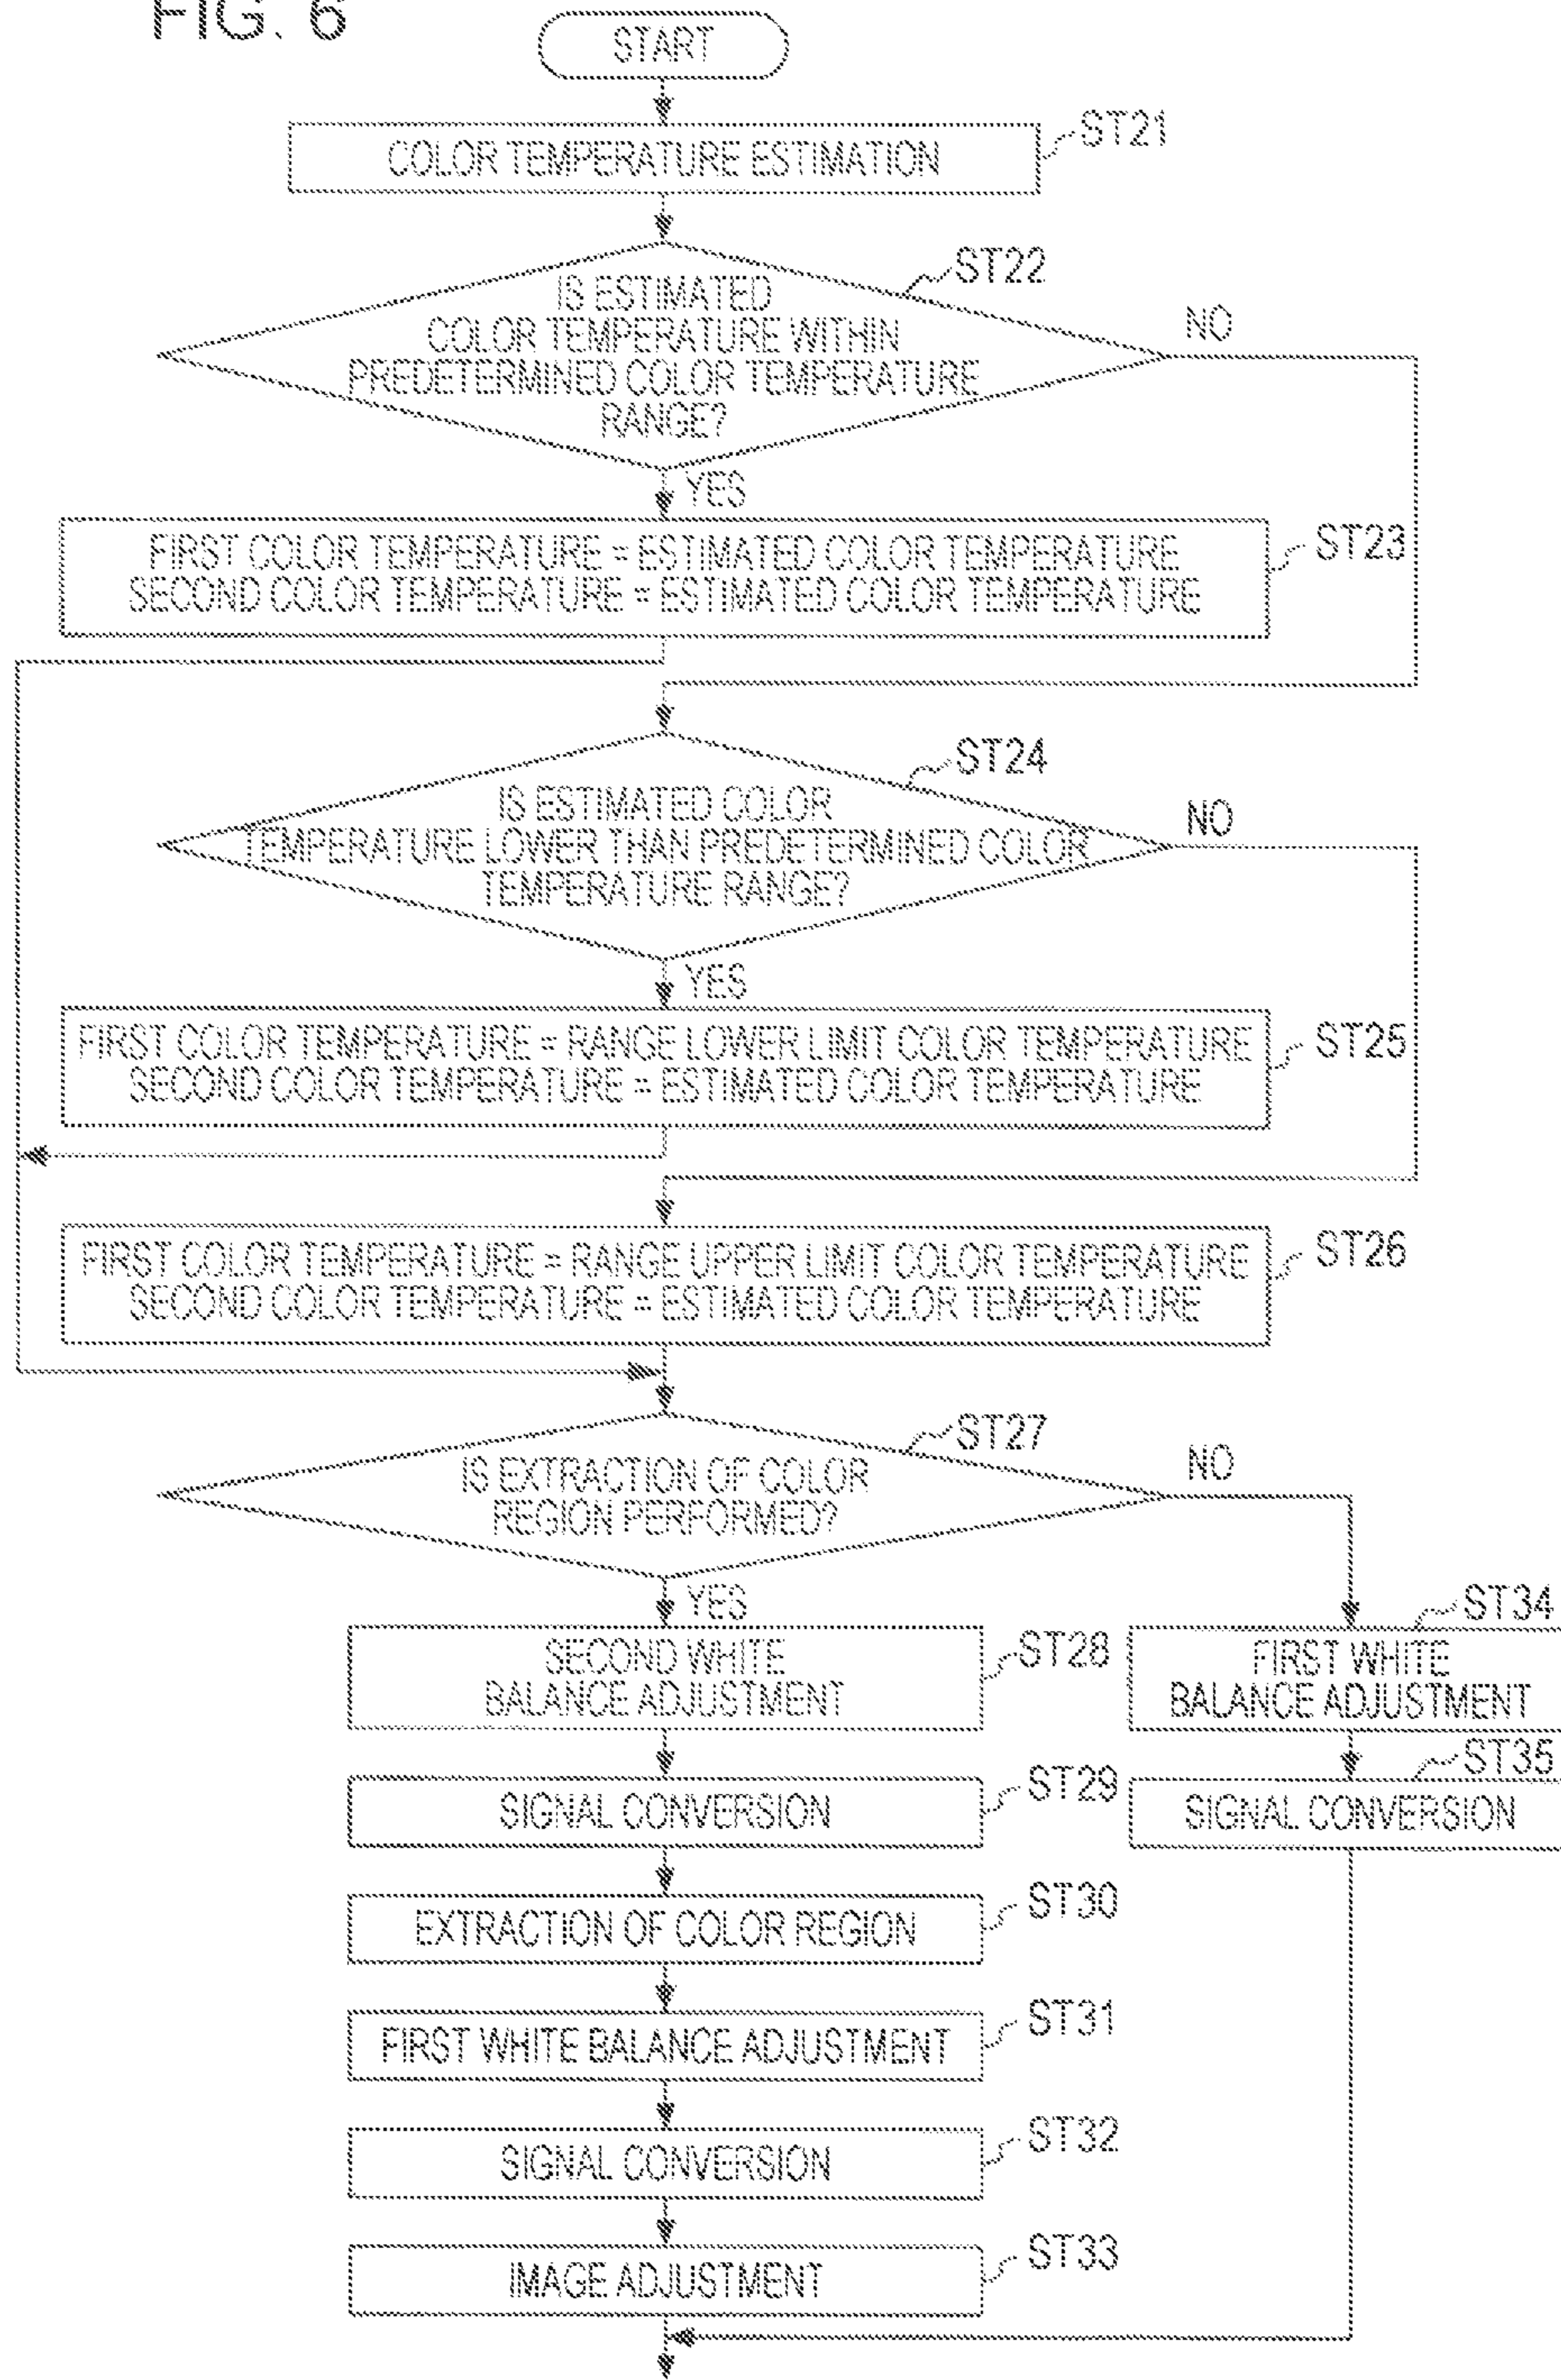 FIG. 6
START
COLOR TEMPERATURE ESTIMATION
ST21
IS ESTIMATED
COLOR TEMPERATURE WITHIN
PREDETERMINED COLOR TEMPERATURE
RANGE?
ST22
NO
YES
FIRST COLOR TEMPERATURE = ESTIMATED COLOR TEMPERATURE
SECOND COLOR TEMPERATURE = ESTIMATED COLOR TEMPERATURE
ST23
IS ESTIMATED COLOR
TEMPERATURE LOWER THAN PREDETERMINED COLOR
TEMPERATURE RANGE?
ST24
NO
YES
FIRST COLOR TEMPERATURE = RANGE LOWER LIMIT COLOR TEMPERATURE
SECOND COLOR TEMPERATURE = ESTIMATED COLOR TEMPERATURE
ST25
FIRST COLOR TEMPERATURE = RANGE UPPER LIMIT COLOR TEMPERATURE
SECOND COLOR TEMPERATURE = ESTIMATED COLOR TEMPERATURE
ST26
IS EXTRACTION OF COLOR
REGION PERFORMED?
ST27
NO
YES
SECOND WHITE
BALANCE ADJUSTMENT
ST28
FIRST WHITE
BALANCE ADJUSTMENT
ST34
SIGNAL CONVERSION
ST29
SIGNAL CONVERSION
ST35
EXTRACTION OF COLOR REGION
ST30
FIRST WHITE BALANCE ADJUSTMENT
ST31
SIGNAL CONVERSION
ST32
IMAGE ADJUSTMENT
ST33